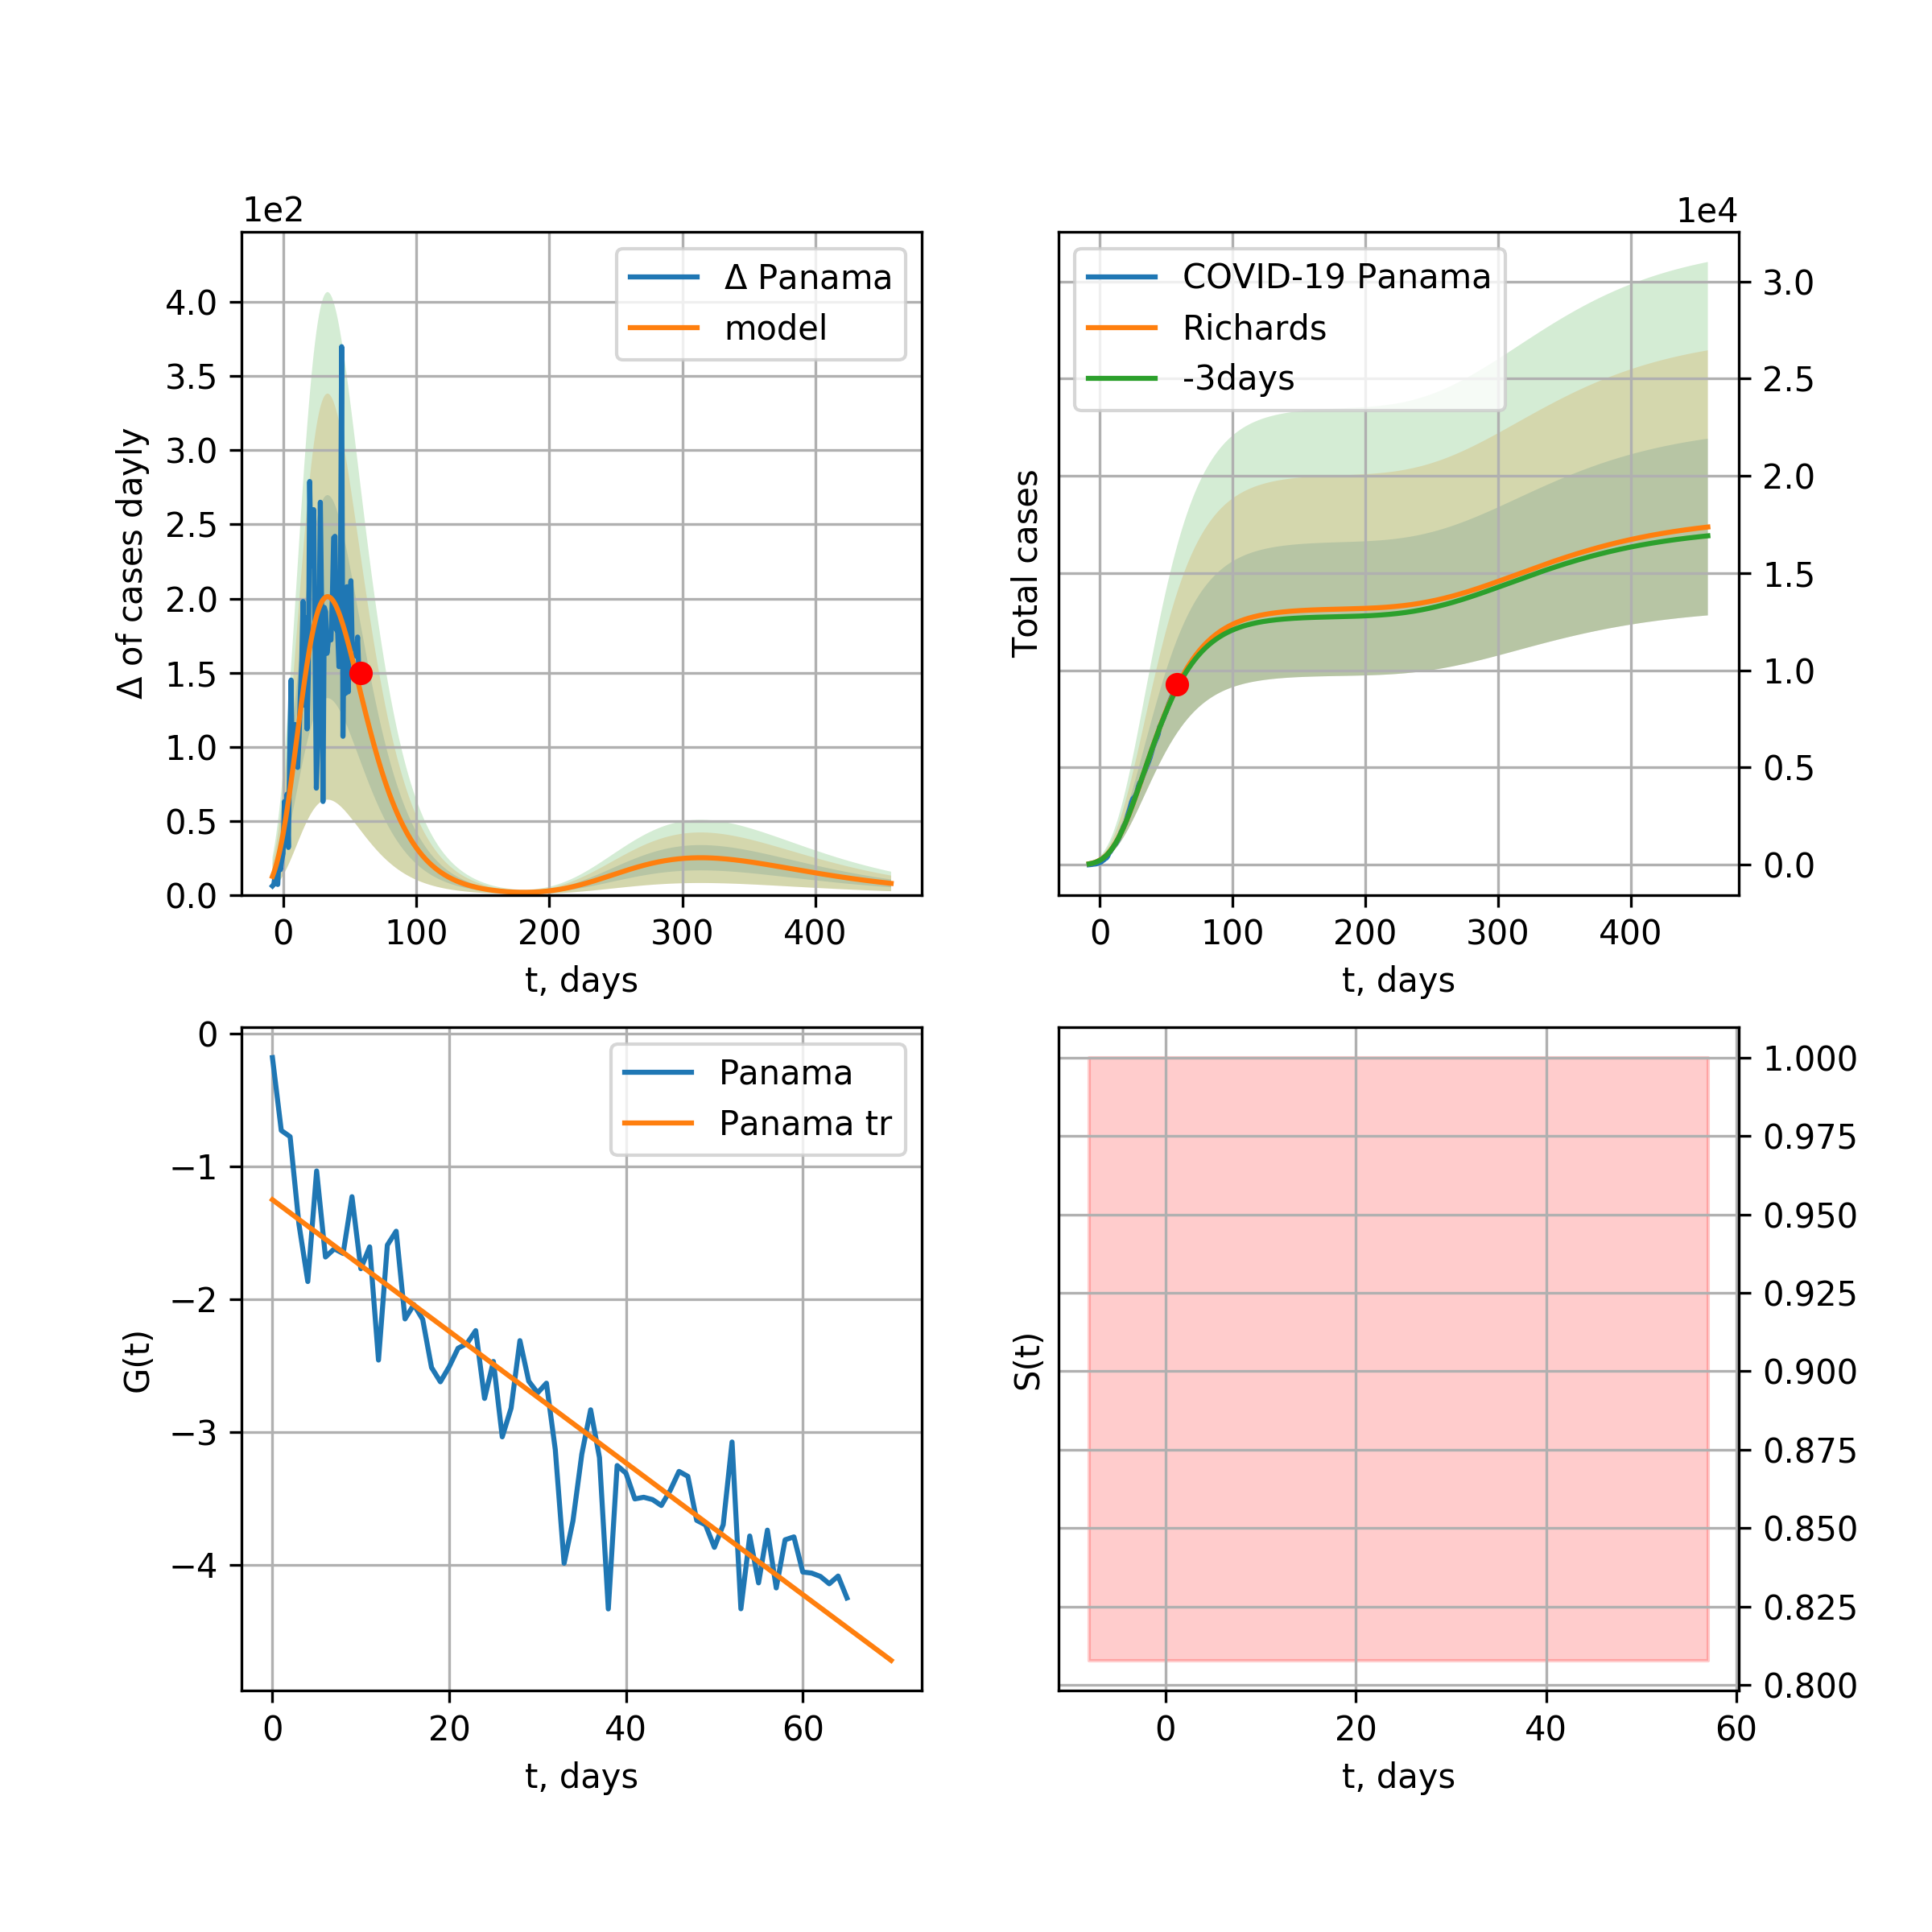 1e2
Δ Panama
model
4.0
3.5
3.0
2.5
2.0
1.5
1.0
0.5
0.0
Δ of cases dayly
0 100 200 300 400
t, days
1e4
COVID-19 Panama
Richards
-3days
3.0
2.5
2.0
1.5
1.0
0.5
0.0
Total cases
0 100 200 300 400
t, days
Panama
Panama tr
0
−1
−2
−3
−4
G(t)
0 20 40 60
t, days
1.000
0.975
0.950
0.925
0.900
0.875
0.850
0.825
0.800
S(t)
0 20 40 60
t, days